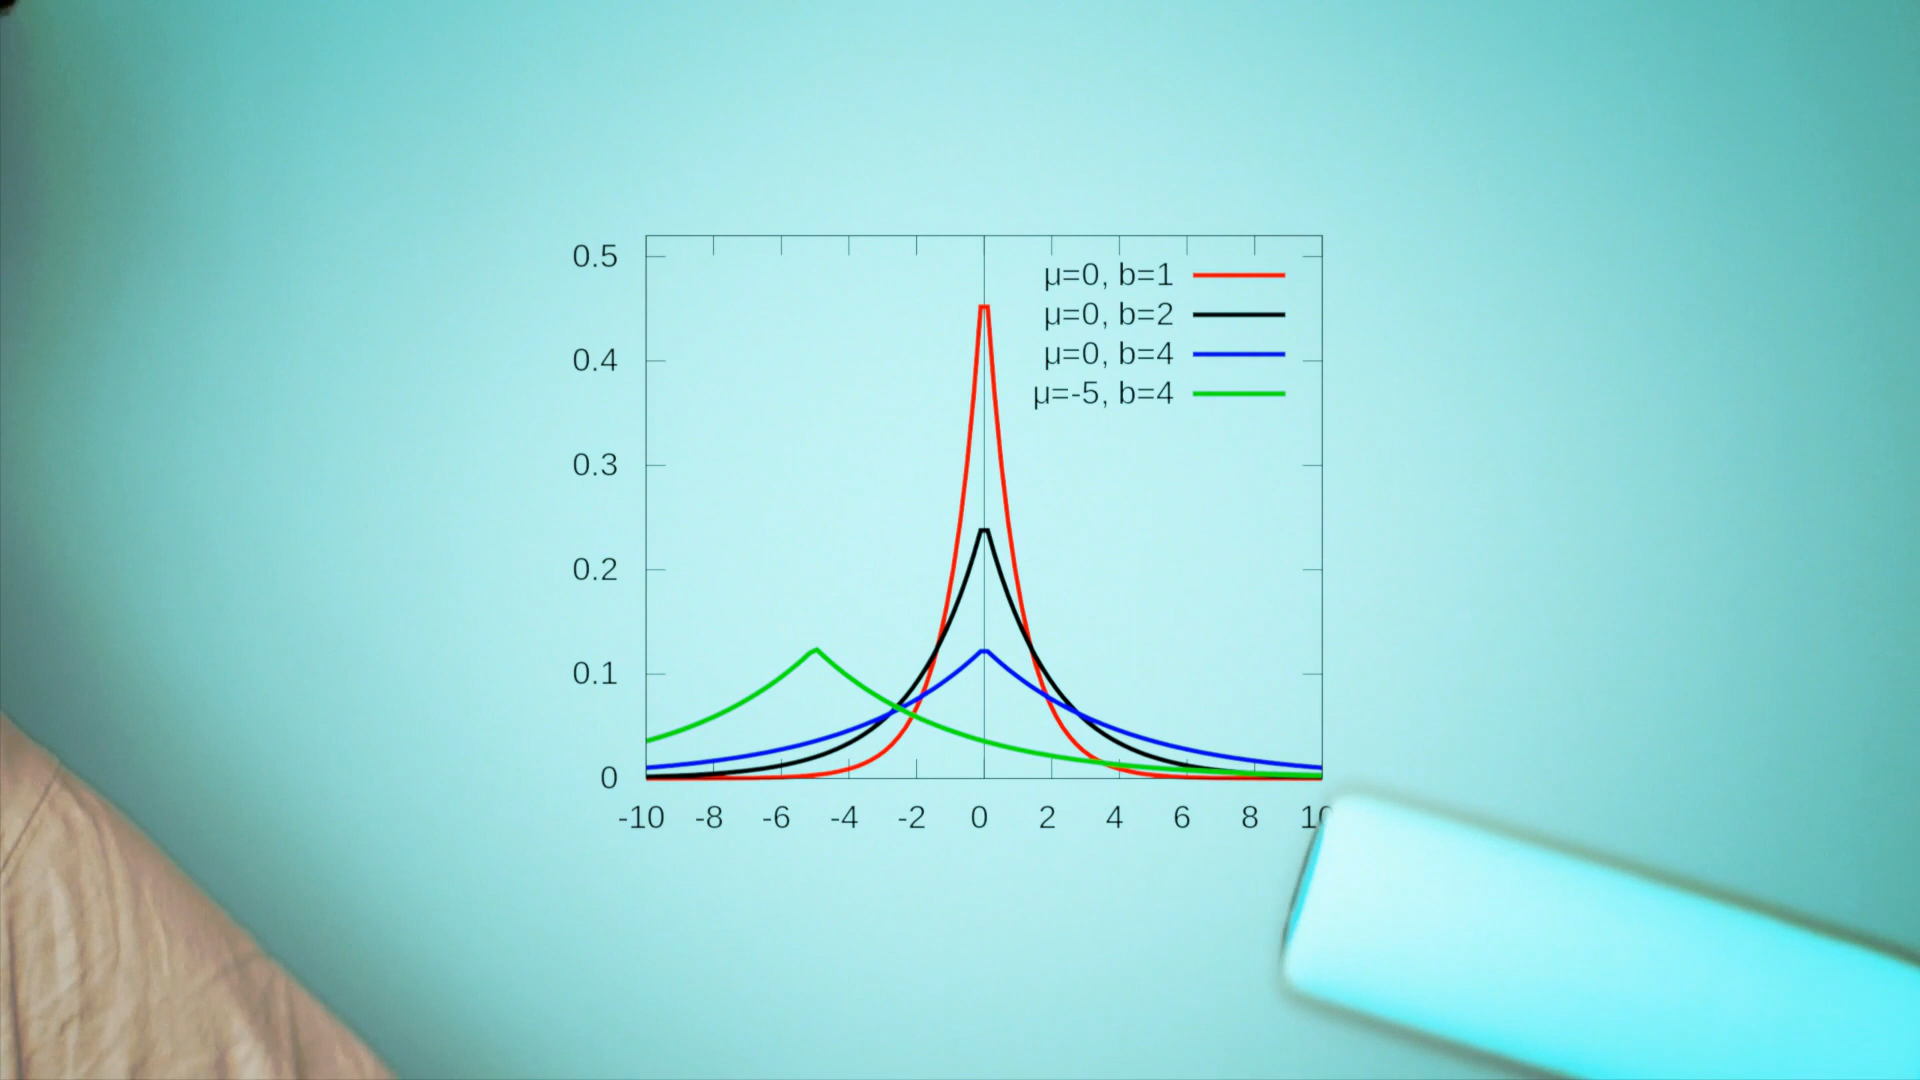 0.5
0.4
0.3
0.2
0.1
0
-10 -8 -6 -4 -2 0 2 4 6 8 10
µ=0, b=1
µ=0, b=2
µ=0, b=4
µ=-5, b=4